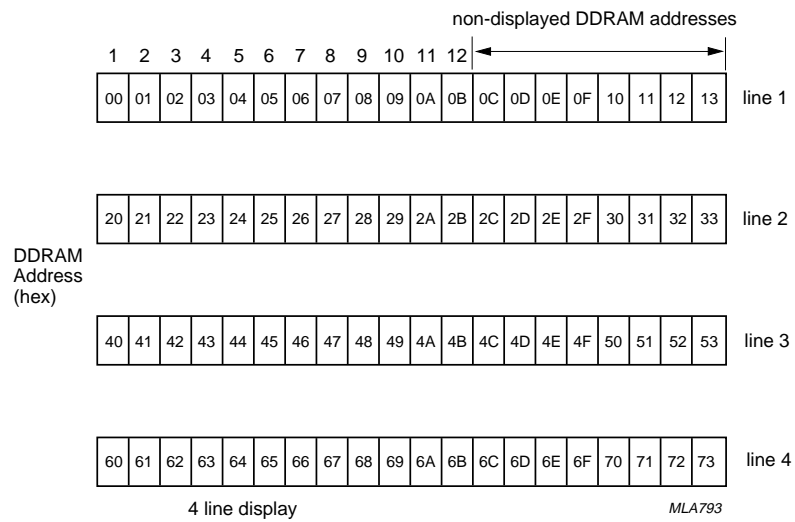 non-displayed DDRAM addresses
1 2 3 4 5 6 7 8 9 10 11 12
00 01 02 03 04 05 06 07 08 09 0A 0B 0C 0D 0E 0F 10 11 12 13 line 1
20 21 22 23 24 25 26 27 28 29 2A 2B 2C 2D 2E 2F 30 31 32 33 line 2
DDRAM
Address
(hex)
40 41 42 43 44 45 46 47 48 49 4A 4B 4C 4D 4E 4F 50 51 52 53 line 3
60 61 62 63 64 65 66 67 68 69 6A 6B 6C 6D 6E 6F 70 71 72 73 line 4
4 line display MLA793